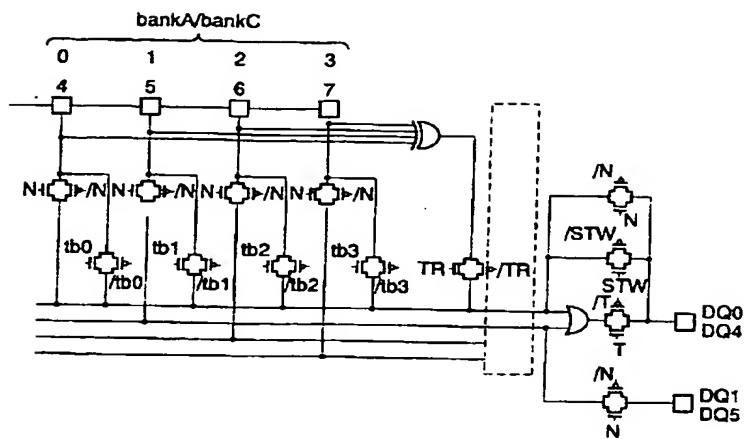 bankA/bankC
0 1 2 3
4 5 6 7
/N
N /N N /N N /N N /N
N
/STW
tb0 tb1 tb2 tb3
TR /TR
/tb0 /tb1 /tb2 /tb3
STW
/T
DQ0
DQ4
T
/N
DQ1
DQ5
N